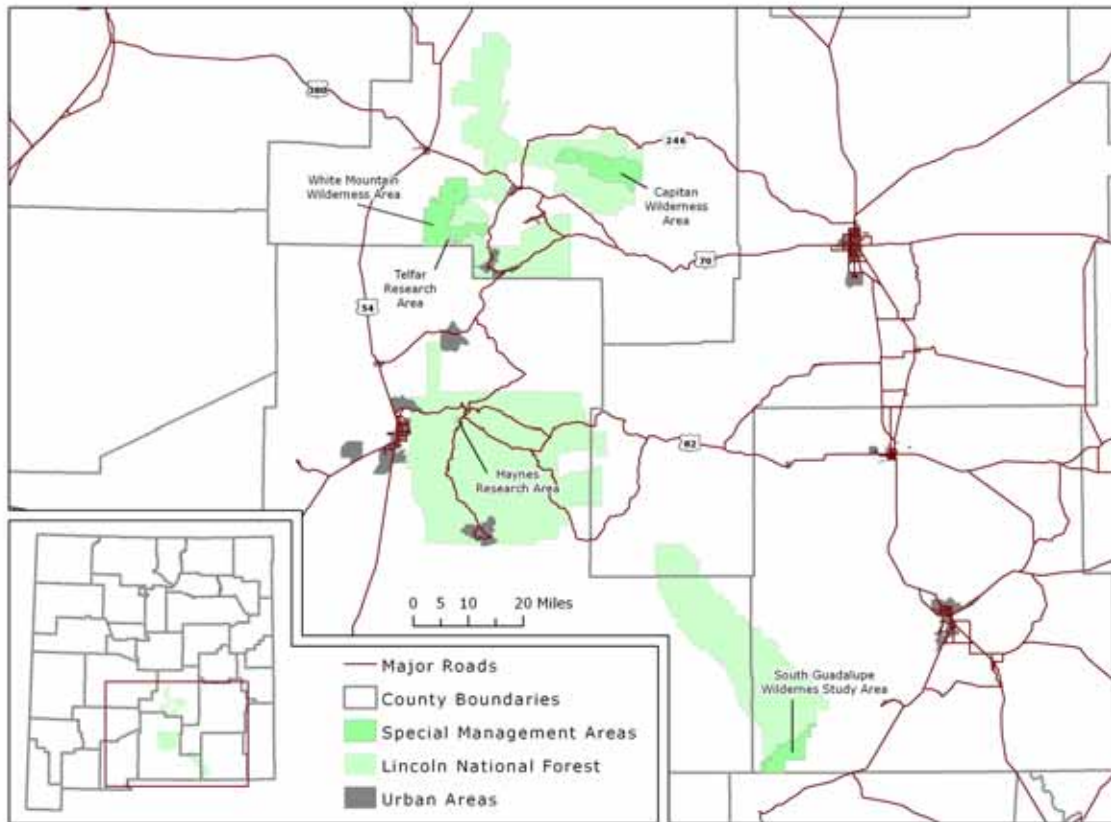 380
246
White Mountain
Wilderness Area
Capitan
Wilderness
Area
Telfar
Research
Area
70
54
82
Haynes
Research Area
0 5 10 20 Miles
South Guadalupe
Wildernes Study Area
Major Roads
County Boundaries
Special Management Areas
Lincoln National Forest
Urban Areas